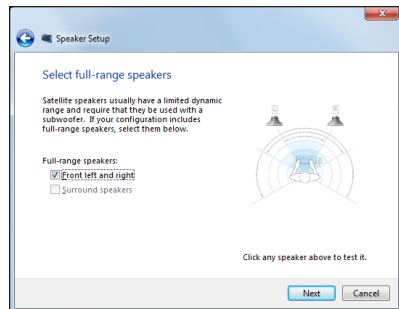 Speaker Setup
Select full-range speakers
Satellite speakers usually have a limited dynamic
range and require that they be used with a
subwoofer. If your configuration includes
full-range speakers, select them below.
Full-range speakers:
Front left and right
Surround speakers
Click any speaker above to test it.
Next Cancel